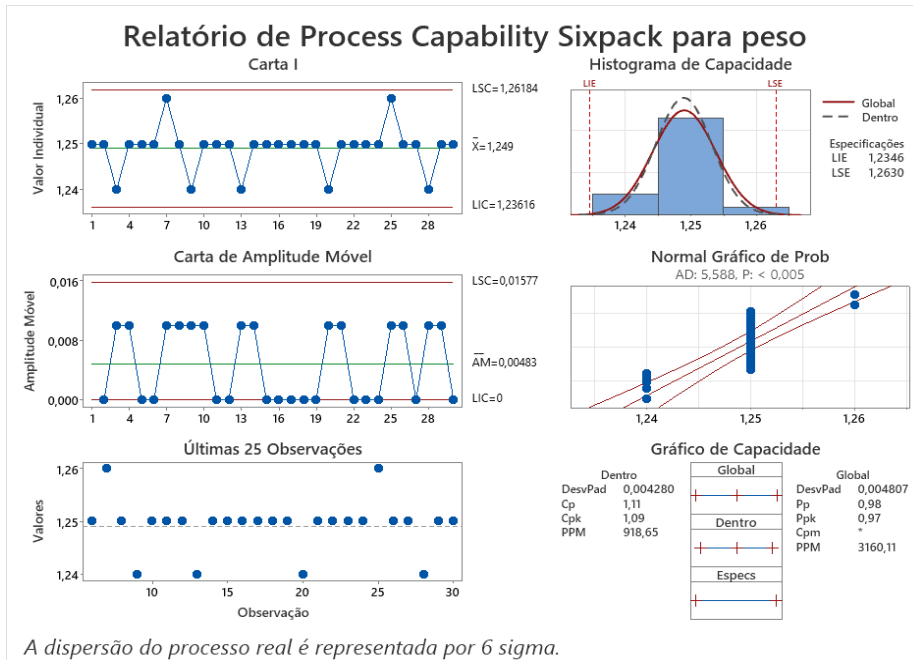 Relatório de Process Capability Sixpack para peso
Carta I
Valor Individual
1,26
1,25
1,24
1 4 7 10 13 16 19 22 25 28
LSC=1,26184
X̄=1,249
LIC=1,23616
Histograma de Capacidade
LIE LSE
1,24 1,25 1,26
Global
Dentro
Especificações
LIE 1,2346
LSE 1,2630
Carta de Amplitude Móvel
Amplitude Móvel
0,016
0,008
0,000
1 4 7 10 13 16 19 22 25 28
LSC=0,01577
A̅M̅=0,00483
LIC=0
Normal Gráfico de Prob
AD: 5,588, P: < 0,005
1,24 1,25 1,26
Últimas 25 Observações
Valores
1,26
1,25
1,24
10 15 20 25 30
Observação
Gráfico de Capacidade
Dentro
DesvPad 0,004280
Cp 1,11
Cpk 1,09
PPM 918,65
Global
Dentro
Especs
Global
DesvPad 0,004807
Pp 0,98
Ppk 0,97
Cpm *
PPM 3160,11
A dispersão do processo real é representada por 6 sigma.